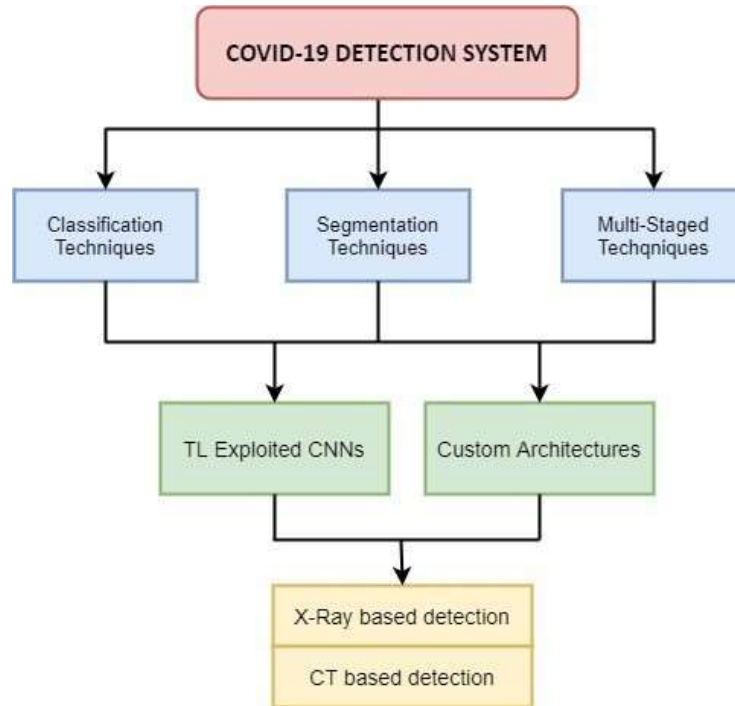 COVID-19 DETECTION SYSTEM
Classification
Techniques
Segmentation
Techniques
Multi-Staged
Techqniques
TL Exploited CNNs
Custom Architectures
X-Ray based detection
CT based detection